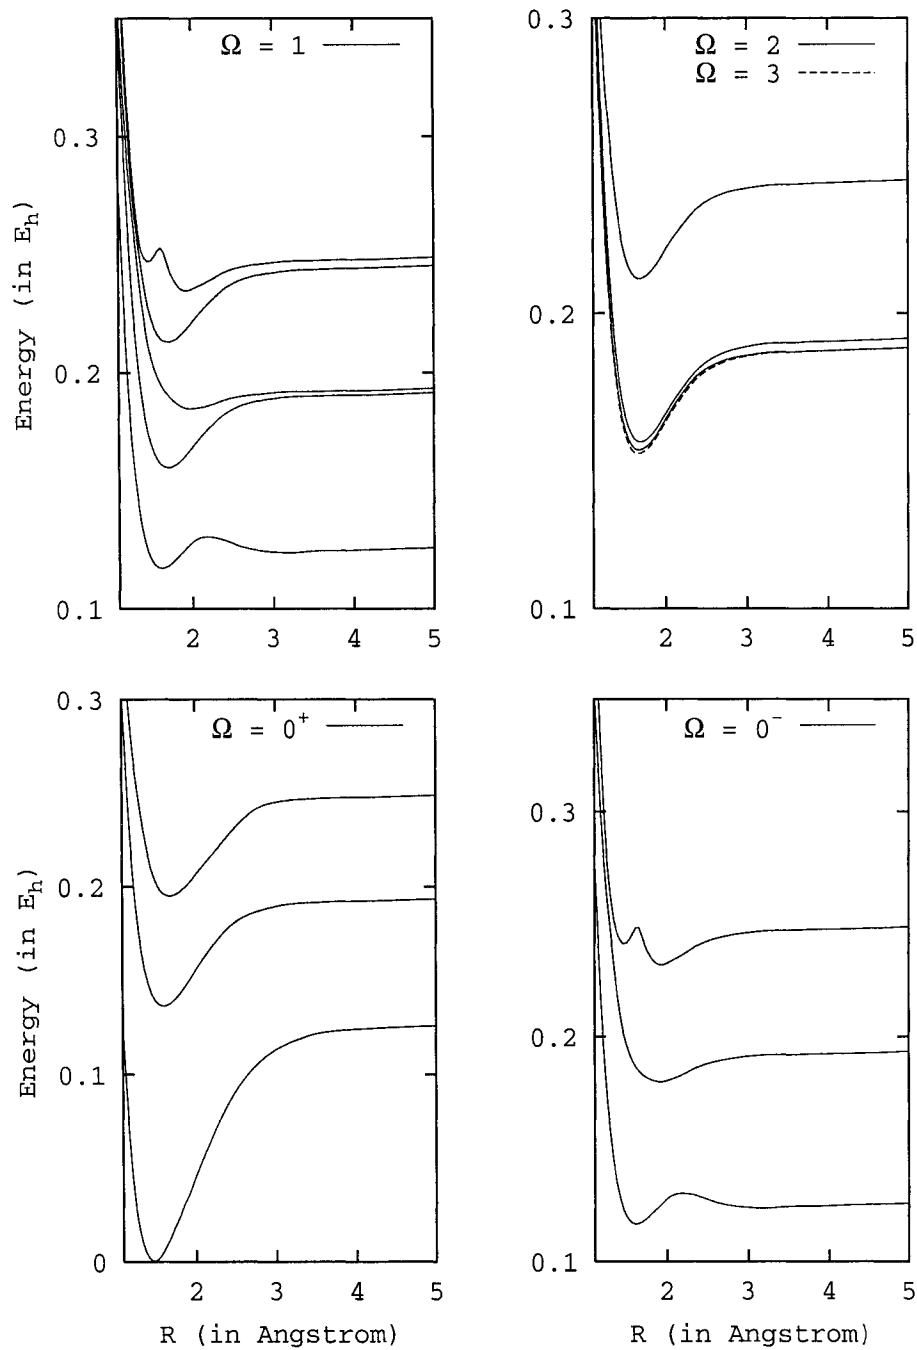 Ω = 1
0.3
0.2
0.1
2 3 4 5
Energy (in E_h)
Ω = 2
Ω = 3
0.3
0.2
0.1
2 3 4 5
Ω = 0⁺
0.3
0.2
0.1
0
2 3 4 5
Energy (in E_h)
R (in Angstrom)
Ω = 0⁻
0.3
0.2
0.1
2 3 4 5
R (in Angstrom)